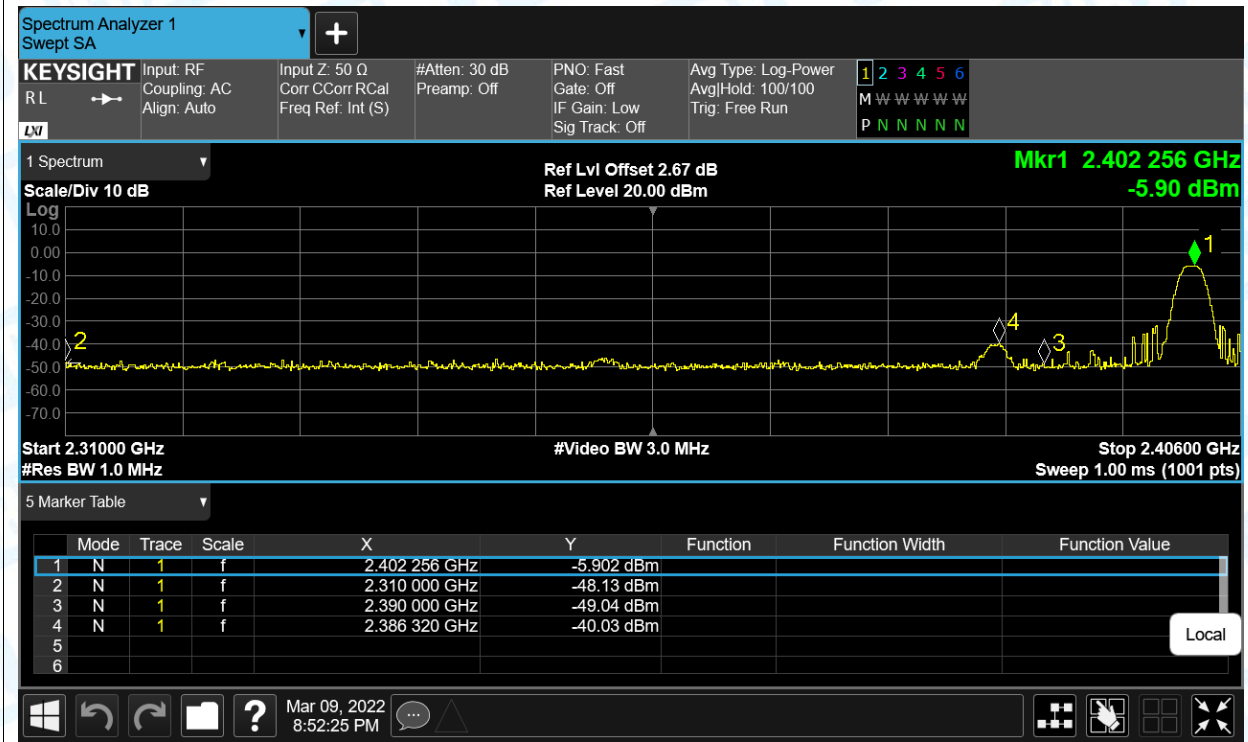 Spectrum Analyzer 1
Swept SA
KEYSIGHT
R L
LXI
Input: RF
Coupling: AC
Align: Auto
Input Z: 50 Ω
Corr CCorr RCal
Freq Ref: Int (S)
#Atten: 30 dB
Preamp: Off
PNO: Fast
Gate: Off
IF Gain: Low
Sig Track: Off
Avg Type: Log-Power
Avg|Hold: 100/100
Trig: Free Run
1 2 3 4 5 6
M W W W W W
P N N N N N
1 Spectrum
Scale/Div 10 dB
Ref Lvl Offset 2.67 dB
Ref Level 20.00 dBm
Mkr1 2.402 256 GHz
-5.90 dBm
Log
10.0
0.00
-10.0
-20.0
-30.0
-40.0
-50.0
-60.0
-70.0
2
4
3
1
Start 2.31000 GHz
#Res BW 1.0 MHz
#Video BW 3.0 MHz
Stop 2.40600 GHz
Sweep 1.00 ms (1001 pts)
5 Marker Table
Mode Trace Scale X Y Function Function Width Function Value
1 N 1 f 2.402 256 GHz -5.902 dBm
2 N 1 f 2.310 000 GHz -48.13 dBm
3 N 1 f 2.390 000 GHz -49.04 dBm
4 N 1 f 2.386 320 GHz -40.03 dBm
5
6
Local
?
Mar 09, 2022
8:52:25 PM